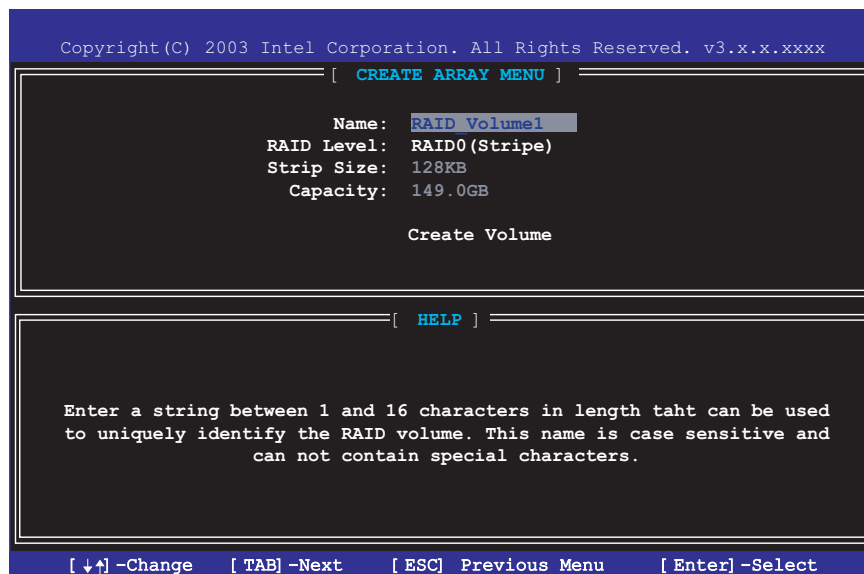 Copyright(C) 2003 Intel Corporation. All Rights Reserved. v3.x.x.xxxx
[ CREATE ARRAY MENU ]
Name: RAID_Volume1
RAID Level: RAID0(Stripe)
Strip Size: 128KB
Capacity: 149.0GB
Create Volume
[ HELP ]
Enter a string between 1 and 16 characters in length taht can be used
to uniquely identify the RAID volume. This name is case sensitive and
can not contain special characters.
[↓↑]-Change [TAB]-Next [ESC] Previous Menu [Enter]-Select